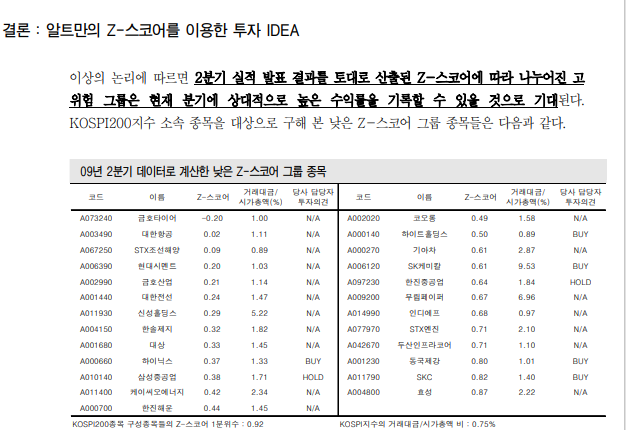 결론 : 알트만의 Z-스코어를 이용한 투자 IDEA
이상의 논리에 따르면 2분기 실적 발표 결과를 토대로 산출된 Z-스코어에 따라 나누어진 고
위험 그룹은 현재 분기에 상대적으로 높은 수익률을 기록할 수 있을 것으로 기대된다.
KOSPI200지수 소속 종목을 대상으로 구해 본 낮은 Z-스코어 그룹 종목들은 다음과 같다.
09년 2분기 데이터로 계산한 낮은 Z-스코어 그룹 종목
코드 이름 Z-스코어 거래대금/시가총액(%) 당사 담당자 투자의견 코드 이름 Z-스코어 거래대금/시가총액(%) 당사 담당자 투자의견
A073240 금호타이어 -0.20 1.00 N/A A002020 코오롱 0.49 1.58 N/A
A003490 대한항공 0.02 1.11 N/A A000140 하이트홀딩스 0.50 0.89 BUY
A067250 STX조선해양 0.09 0.89 N/A A000270 기아차 0.61 2.87 N/A
A006390 현대시멘트 0.20 1.03 N/A A006120 SK케미칼 0.61 9.53 BUY
A002990 금호산업 0.21 1.14 N/A A097230 한진중공업 0.64 1.84 HOLD
A001440 대한전선 0.24 1.47 N/A A009200 무림페이퍼 0.67 6.96 N/A
A011930 신성홀딩스 0.29 5.22 N/A A014990 인디에프 0.68 0.97 N/A
A004150 한솔제지 0.32 1.82 N/A A077970 STX엔진 0.71 2.10 N/A
A001680 대상 0.33 1.45 N/A A042670 두산인프라코어 0.71 1.10 N/A
A000660 하이닉스 0.37 1.33 BUY A001230 동국제강 0.80 1.01 BUY
A010140 삼성중공업 0.38 1.71 HOLD A011790 SKC 0.82 1.40 BUY
A011400 케이씨오에너지 0.42 2.34 N/A A004800 효성 0.87 2.22 N/A
A000700 한진해운 0.44 1.45 N/A
KOSPI200종목 구성종목들의 Z-스코어 1분위수 : 0.92 KOSPI지수의 거래대금/시가총액 비 : 0.75%